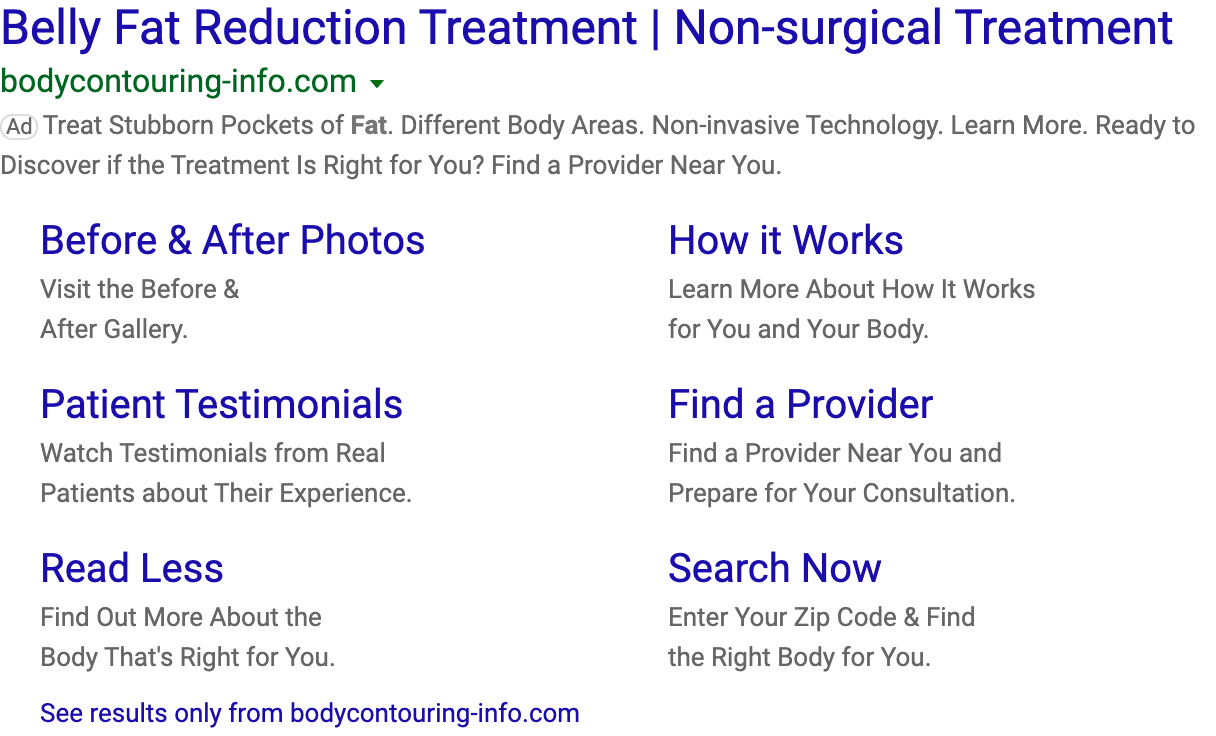 Belly Fat Reduction Treatment | Non-surgical Treatment
bodycontouring-info.com
Ad Treat Stubborn Pockets of Fat. Different Body Areas. Non-invasive Technology. Learn More. Ready to
Discover if the Treatment Is Right for You? Find a Provider Near You.
Before & After Photos
Visit the Before &
After Gallery.
How it Works
Learn More About How It Works
for You and Your Body.
Patient Testimonials
Watch Testimonials from Real
Patients about Their Experience.
Find a Provider
Find a Provider Near You and
Prepare for Your Consultation.
Read Less
Find Out More About the
Body That's Right for You.
Search Now
Enter Your Zip Code & Find
the Right Body for You.
See results only from bodycontouring-info.com